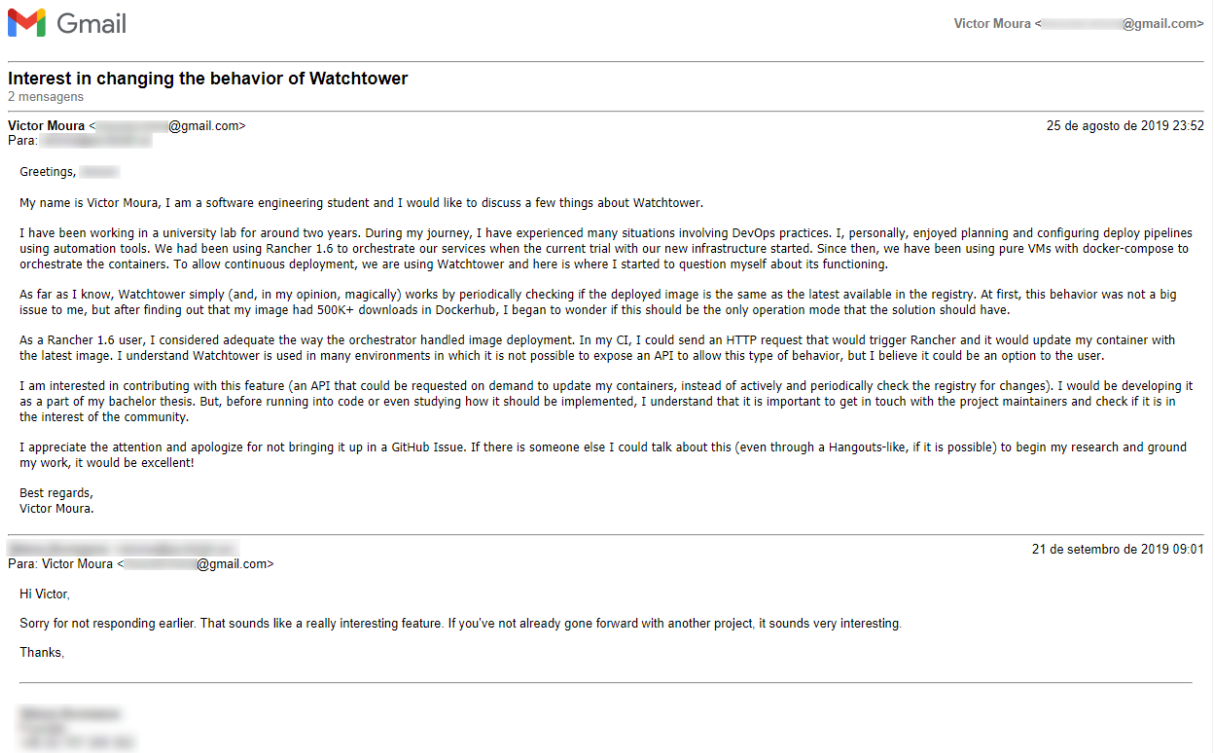 Gmail
Victor Moura < @gmail.com>
Interest in changing the behavior of Watchtower
2 mensagens
Victor Moura < @gmail.com>
25 de agosto de 2019 23:52
Para:
Greetings,
My name is Victor Moura, I am a software engineering student and I would like to discuss a few things about Watchtower.
I have been working in a university lab for around two years. During my journey, I have experienced many situations involving DevOps practices. I, personally, enjoyed planning and configuring deploy pipelines
using automation tools. We had been using Rancher 1.6 to orchestrate our services when the current trial with our new infrastructure started. Since then, we have been using pure VMs with docker-compose to
orchestrate the containers. To allow continuous deployment, we are using Watchtower and here is where I started to question myself about its functioning.
As far as I know, Watchtower simply (and, in my opinion, magically) works by periodically checking if the deployed image is the same as the latest available in the registry. At first, this behavior was not a big
issue to me, but after finding out that my image had 500K+ downloads in Dockerhub, I began to wonder if this should be the only operation mode that the solution should have.
As a Rancher 1.6 user, I considered adequate the way the orchestrator handled image deployment. In my CI, I could send an HTTP request that would trigger Rancher and it would update my container with
the latest image. I understand Watchtower is used in many environments in which it is not possible to expose an API to allow this type of behavior, but I believe it could be an option to the user.
I am interested in contributing with this feature (an API that could be requested on demand to update my containers, instead of actively and periodically check the registry for changes). I would be developing it
as a part of my bachelor thesis. But, before running into code or even studying how it should be implemented, I understand that it is important to get in touch with the project maintainers and check if it is in
the interest of the community.
I appreciate the attention and apologize for not bringing it up in a GitHub Issue. If there is someone else I could talk about this (even through a Hangouts-like, if it is possible) to begin my research and ground
my work, it would be excellent!
Best regards,
Victor Moura.
21 de setembro de 2019 09:01
Para: Victor Moura < @gmail.com>
Hi Victor,
Sorry for not responding earlier. That sounds like a really interesting feature. If you've not already gone forward with another project, it sounds very interesting.
Thanks,